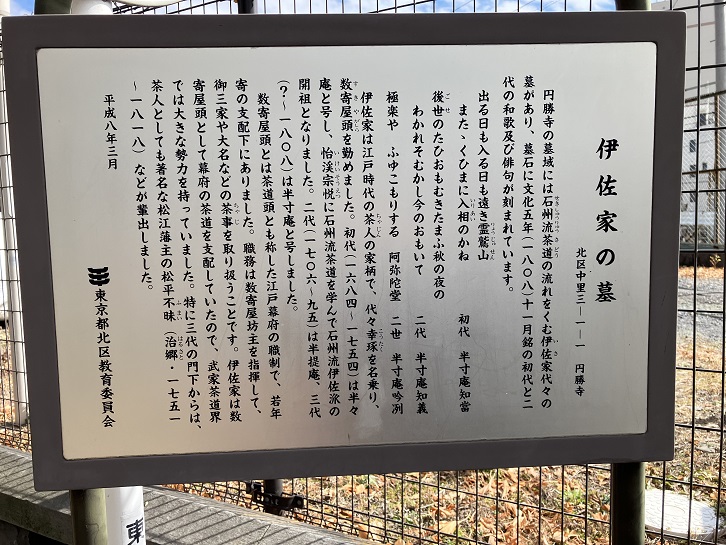 伊佐家の墓
北区中里三－一－一　円勝寺
円勝寺の墓域には石州流茶道の流れをくむ伊佐家代々の
墓があり、墓石に文化五年（一八〇八）十一月銘の初代と二
代の和歌及び俳句が刻まれています。
出る日も入る日も遠き霊鷲山
また、くひまに入相のかね　初代　半寸庵知當
後世のたひおもむきたまふ秋の夜の
わかれそむかし今のおもいて　二代　半寸庵知義
極楽や　ふゆこもりする　阿弥陀堂　二世　半寸庵吟冽
伊佐家は江戸時代の茶人の家柄で、代々幸琢を名乗り、
数寄屋頭を勤めました。初代（一六八四～一七五四）は半々
庵と号し、怡渓宗悦に石州流茶道を学んで石州流伊佐派の
開祖となりました。二代（一七〇六～九五）は半提庵、三代
（？～一八〇八）は半寸庵と号しました。
数寄屋頭とは茶道頭とも称した江戸幕府の職制で、若年
寄の支配下にありました。職務は数寄屋坊主を指揮して、
御三家や大名などの茶事を取り扱うことです。伊佐家は数
寄屋頭として幕府の茶道を支配していたので、武家茶道界
では大きな勢力を持っていました。特に三代の門下からは、
茶人としても著名な松江藩主の松平不昧（治郷・一七五一
～一八一八）などが輩出しました。
平成八年三月
東京都北区教育委員会
東